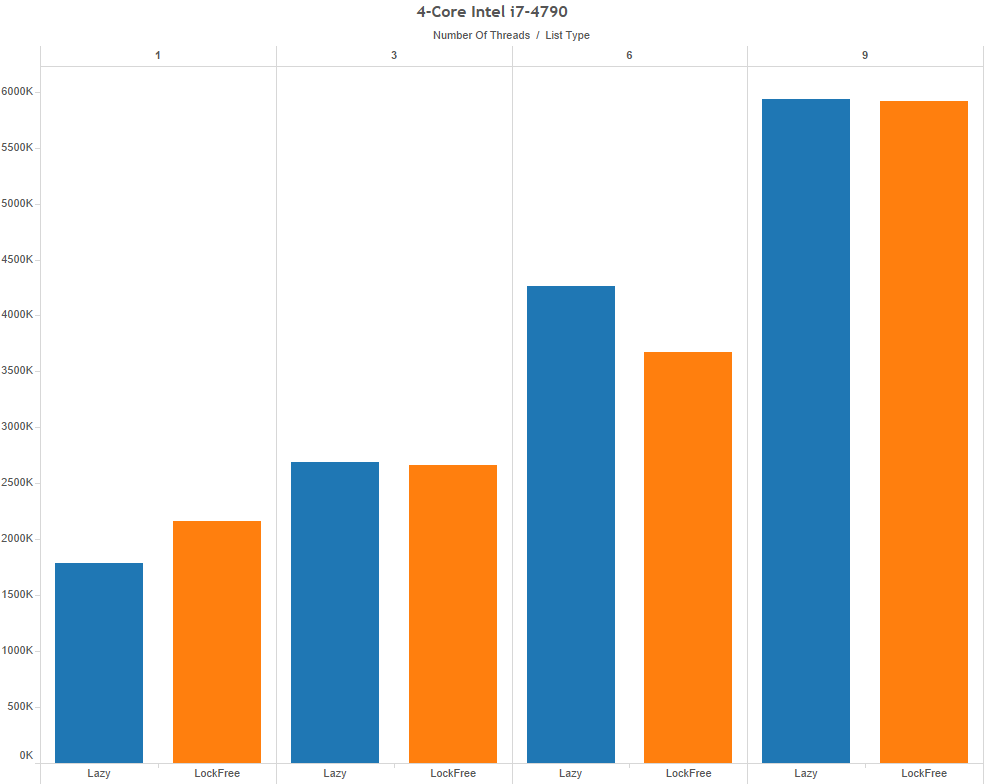 4-Core Intel i7-4790
Number Of Threads / List Type
1 3 6 9
6000K
5500K
5000K
4500K
4000K
3500K
3000K
2500K
2000K
1500K
1000K
500K
0K
Lazy LockFree Lazy LockFree Lazy LockFree Lazy LockFree